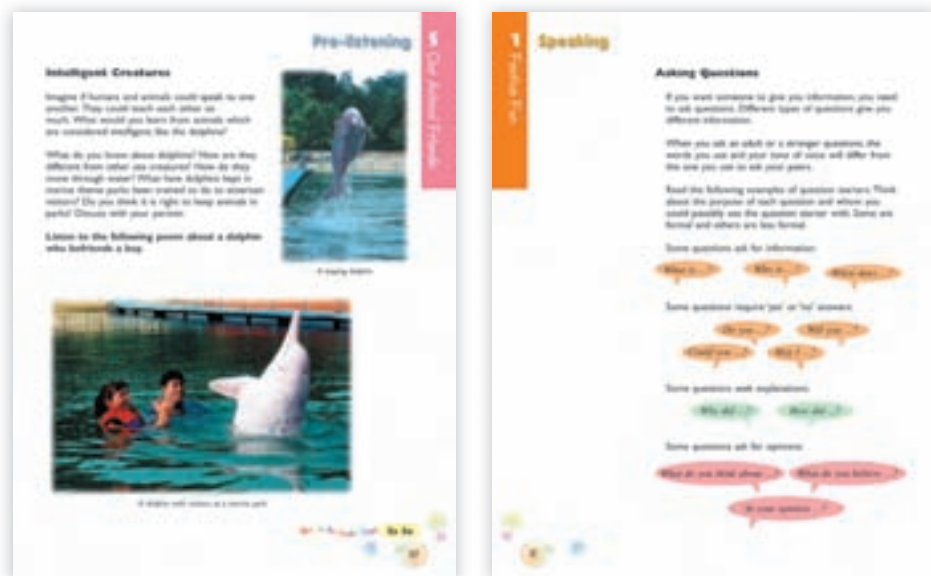 Pre-listening
5 Our Animal Friends
Intelligent Creatures
Imagine if humans and animals could speak to one
another. They could teach each other so
much. What would you learn from animals which
are considered intelligent like the dolphins?
What do you know about dolphins? How are they
different from other sea creatures? How do they
move through water? What have dolphins kept in
marine theme parks been trained to do to entertain
visitors? Do you think it is right to keep animals in
parks? Discuss with your partner.
Listen to the following poem about a dolphin
who befriends a boy.
A leaping dolphin
A dolphin with visitors at a marine park
1 Fun
Speaking
Asking Questions
If you want someone to give you information, you need
to ask questions. Different types of questions give you
different information.
When you ask an adult or a stranger questions, the
words you use and your tone of voice will differ from
the one you use to ask your peers.
Read the following examples of question starters. Think
about the purpose of each question and whom you
could possibly use the question starter with. Some are
formal and others are less formal.
Some questions ask for information:
What is ...?
Who is ...?
Some questions require 'yes' or 'no' answers:
Do you ...?
Will you ...?
Could you ...?
May I ...?
Some questions seek explanations:
Why did ...?
How did ...?
Some questions ask for opinions:
What do you think about ...?
What do you believe ...?
In your opinion ...?